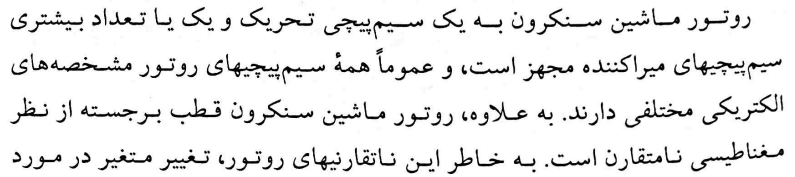 روتور ماشین سنکرون به یک سیم‌پیچی تحریک و یک یا تعداد بیشتری
سیم‌پیچیهای میراکننده مجهز است، و عموماً همهٔ سیم‌پیچیهای روتور مشخصه‌های
الکتریکی مختلفی دارند. به علاوه، روتور ماشین سنکرون قطب برجسته از نظر
مغناطیسی نامتقارن است. به خاطر این ناتقارنیهای روتور، تغییر متغیر در مورد